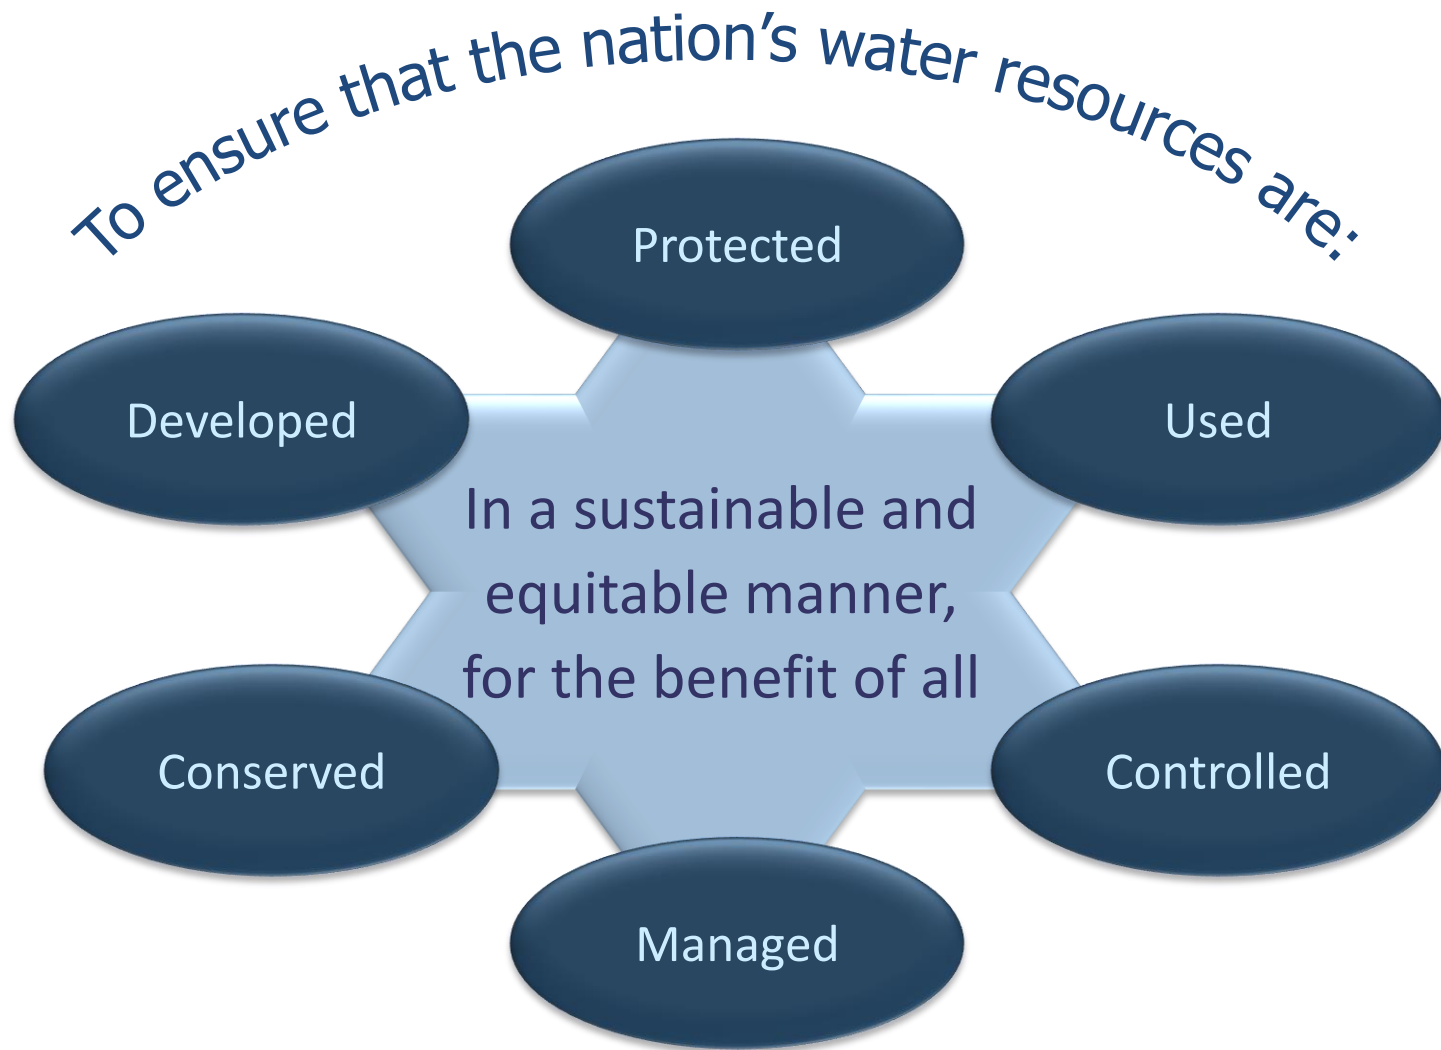 To ensure that the nation’s water resources are:
Protected
Developed
Used
In a sustainable and
equitable manner,
for the benefit of all
Conserved
Controlled
Managed